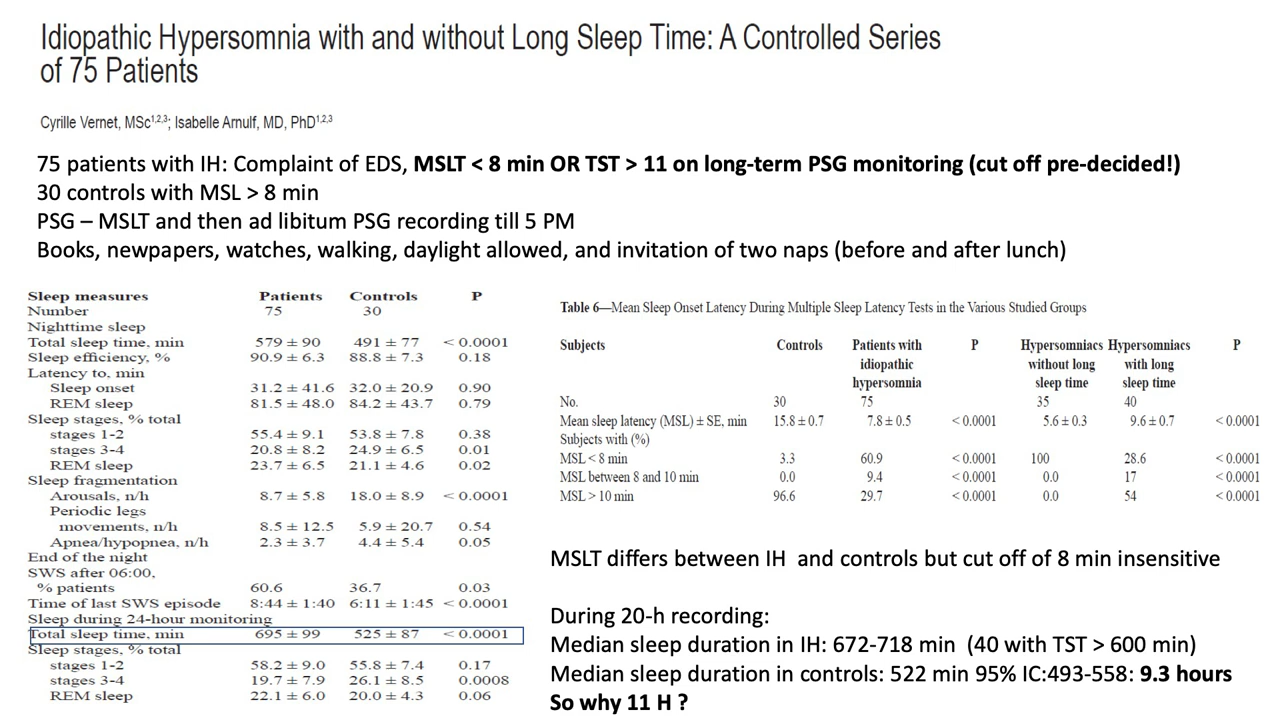 Idiopathic Hypersomnia with and without Long Sleep Time: A Controlled Series
of 75 Patients
Cyrille Vernet, MSc1,2,3; Isabelle Arnulf, MD, PhD1,2,3
75 patients with IH: Complaint of EDS, MSLT < 8 min OR TST > 11 on long-term PSG monitoring (cut off pre-decided!)
30 controls with MSL > 8 min
PSG – MSLT and then ad libitum PSG recording till 5 PM
Books, newpapers, watches, walking, daylight allowed, and invitation of two naps (before and after lunch)
Sleep measures Patients Controls P
Number 75 30
Nighttime sleep
Total sleep time, min 579 ± 90 491 ± 77 < 0.0001
Sleep efficiency, % 90.9 ± 6.3 88.8 ± 7.3 0.18
Latency to, min
Sleep onset 31.2 ± 41.6 32.0 ± 20.9 0.90
REM sleep 81.5 ± 48.0 84.2 ± 43.7 0.79
Sleep stages, % total
stages 1-2 55.4 ± 9.1 53.8 ± 7.8 0.38
stages 3-4 20.8 ± 8.2 24.9 ± 6.5 0.01
REM sleep 23.7 ± 6.5 21.1 ± 4.6 0.02
Sleep fragmentation
Arousals, n/h 8.7 ± 5.8 18.0 ± 8.9 < 0.0001
Periodic legs
movements, n/h 8.5 ± 12.5 5.9 ± 20.7 0.54
Apnea/hypopnea, n/h 2.3 ± 3.7 4.4 ± 5.4 0.05
End of the night
SWS after 06:00,
% patients 60.6 36.7 0.03
Time of last SWS episode 8:44 ± 1:40 6:11 ± 1:45 < 0.0001
Sleep during 24-hour monitoring
Total sleep time, min 695 ± 99 525 ± 87 < 0.0001
Sleep stages, % total
stages 1-2 58.2 ± 9.0 55.8 ± 7.4 0.17
stages 3-4 19.7 ± 7.9 26.1 ± 8.5 0.0008
REM sleep 22.1 ± 6.0 20.0 ± 4.3 0.06
Table 6—Mean Sleep Onset Latency During Multiple Sleep Latency Tests in the Various Studied Groups
Subjects Controls Patients with P Hypersomniacs Hypersomniacs P
idiopathic without long with long
hypersomnia sleep time sleep time
No. 30 75 35 40
Mean sleep latency (MSL) ± SE, min 15.8 ± 0.7 7.8 ± 0.5 < 0.0001 5.6 ± 0.3 9.6 ± 0.7 < 0.0001
Subjects with (%)
MSL < 8 min 3.3 60.9 < 0.0001 100 28.6 < 0.0001
MSL between 8 and 10 min 0.0 9.4 < 0.0001 0.0 17 < 0.0001
MSL > 10 min 96.6 29.7 < 0.0001 0.0 54 < 0.0001
MSLT differs between IH and controls but cut off of 8 min insensitive
During 20-h recording:
Median sleep duration in IH: 672-718 min (40 with TST > 600 min)
Median sleep duration in controls: 522 min 95% IC:493-558: 9.3 hours
So why 11 H ?